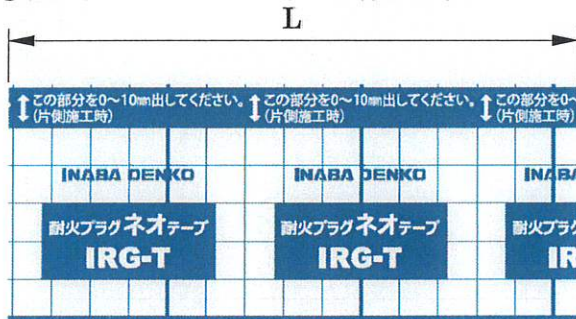 L
この部分を0〜10mm出してください。 この部分を0〜10mm出してください。 この部分を0〜
(片側施工時) (片側施工時) (片側施工時)
INABA DENKO INABA DENKO INABA
耐火プラグネオテープ 耐火プラグネオテープ 耐火プラグ
IRG-T IRG-T IR